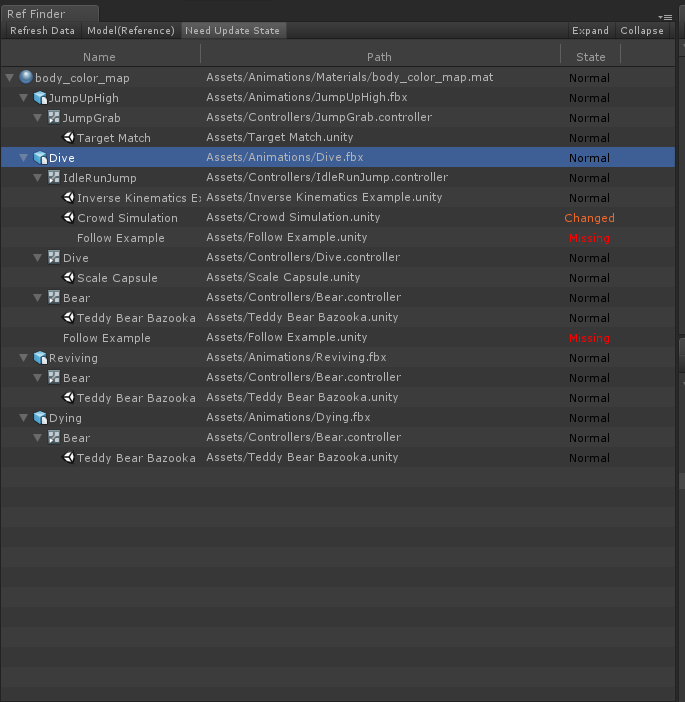 Ref Finder
Refresh Data Model(Reference) Need Update State Expand Collapse
Name Path State
body_color_map Assets/Animations/Materials/body_color_map.mat Normal
JumpUpHigh Assets/Animations/JumpUpHigh.fbx Normal
JumpGrab Assets/Controllers/JumpGrab.controller Normal
Target Match Assets/Target Match.unity Normal
Dive Assets/Animations/Dive.fbx Normal
IdleRunJump Assets/Controllers/IdleRunJump.controller Normal
Inverse Kinematics E Assets/Inverse Kinematics Example.unity Normal
Crowd Simulation Assets/Crowd Simulation.unity Changed
Follow Example Assets/Follow Example.unity Missing
Dive Assets/Controllers/Dive.controller Normal
Scale Capsule Assets/Scale Capsule.unity Normal
Bear Assets/Controllers/Bear.controller Normal
Teddy Bear Bazooka Assets/Teddy Bear Bazooka.unity Normal
Follow Example Assets/Follow Example.unity Missing
Reviving Assets/Animations/Reviving.fbx Normal
Bear Assets/Controllers/Bear.controller Normal
Teddy Bear Bazooka Assets/Teddy Bear Bazooka.unity Normal
Dying Assets/Animations/Dying.fbx Normal
Bear Assets/Controllers/Bear.controller Normal
Teddy Bear Bazooka Assets/Teddy Bear Bazooka.unity Normal